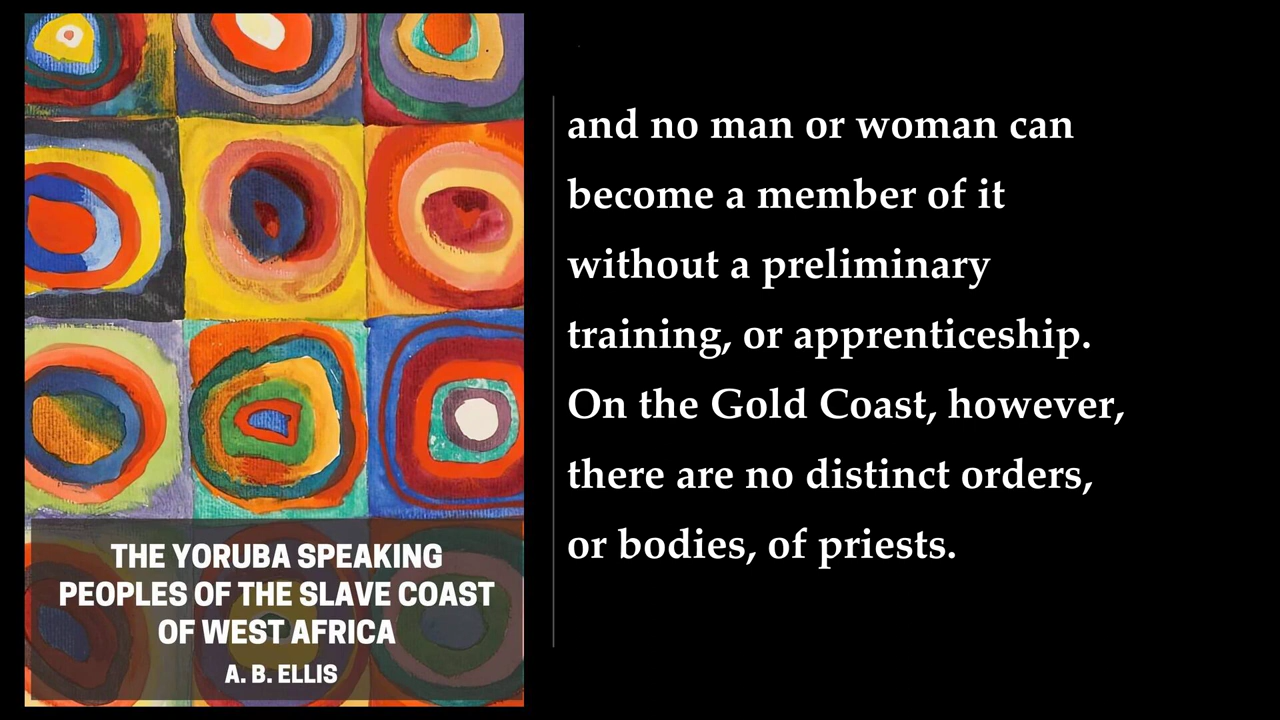 THE YORUBA SPEAKING
PEOPLES OF THE SLAVE COAST
OF WEST AFRICA
A. B. ELLIS
and no man or woman can
become a member of it
without a preliminary
training, or apprenticeship.
On the Gold Coast, however,
there are no distinct orders,
or bodies, of priests.